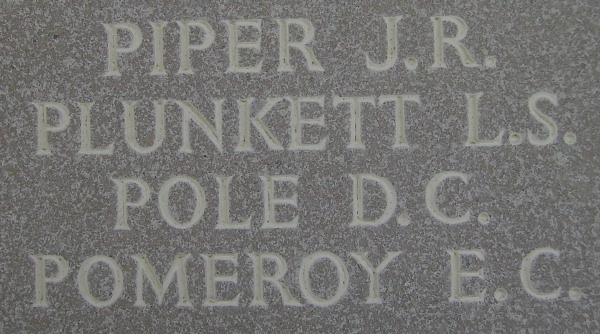 PIPER J.R.
PLUNKETT L.S.
POLE D.C.
POMEROY E.C.